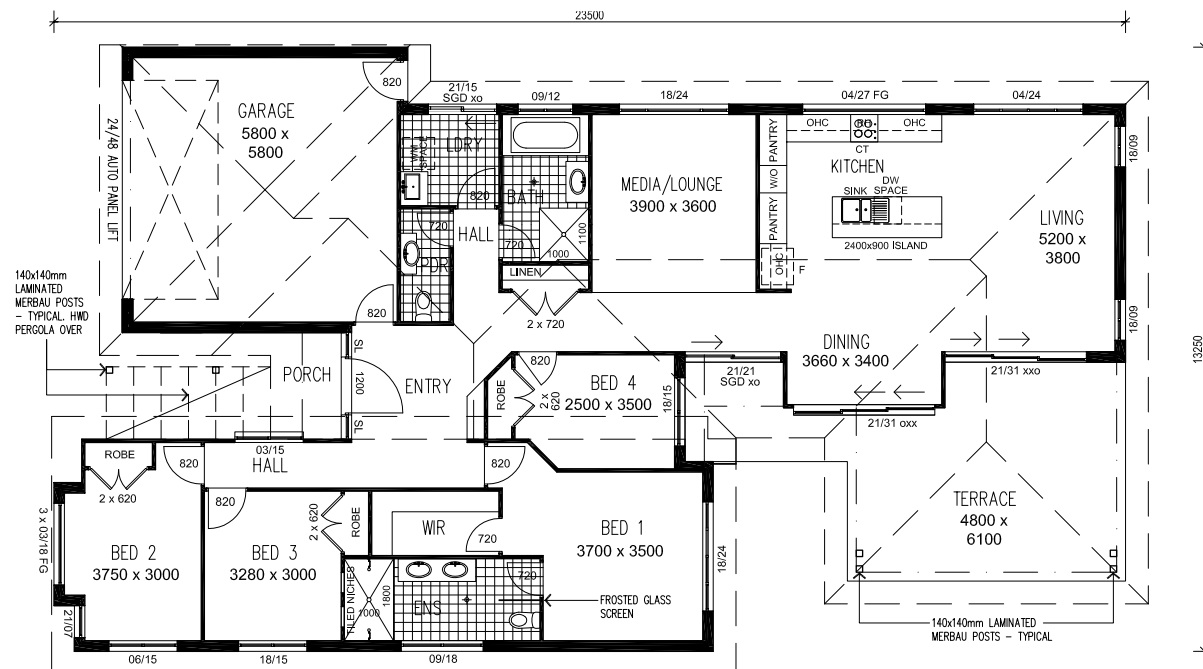 23500
21/15
SGD xo
09/12
18/24
04/27 FG
04/24
820
GARAGE
5800 x
5800
24/48 AUTO PANEL LIFT
W/M
SPACE
LDRY
820
BATH
MEDIA/LOUNGE
3900 x 3600
PANTRY
W/O
PANTRY
OHC
F
OHC
RH
OHC
CT
KITCHEN
SINK
DW
SPACE
2400x900 ISLAND
LIVING
5200 x
3800
18/09
18/09
13250
720
HALL
720
1000
1100
PDR
LINEN
2 x 720
140x140mm
LAMINATED
MERBAU POSTS
- TYPICAL. HWD
PERGOLA OVER
820
SL
PORCH
1200
SL
ENTRY
DINING
3660 x 3400
820
ROBE
2 x 620
BED 4
2500 x 3500
18/15
21/21
SGD xo
21/31 xxo
21/31 oxx
03/15
ROBE
2 x 620
820
HALL
820
820
3 x 03/18 FG
BED 2
3750 x 3000
BED 3
3280 x 3000
2 x 620
ROBE
WIR
720
BED 1
3700 x 3500
18/24
TERRACE
4800 x
6100
21/07
TILED NICHES
1000
1800
ENS
720
FROSTED GLASS
SCREEN
140x140mm LAMINATED
MERBAU POSTS - TYPICAL
06/15
18/15
09/18